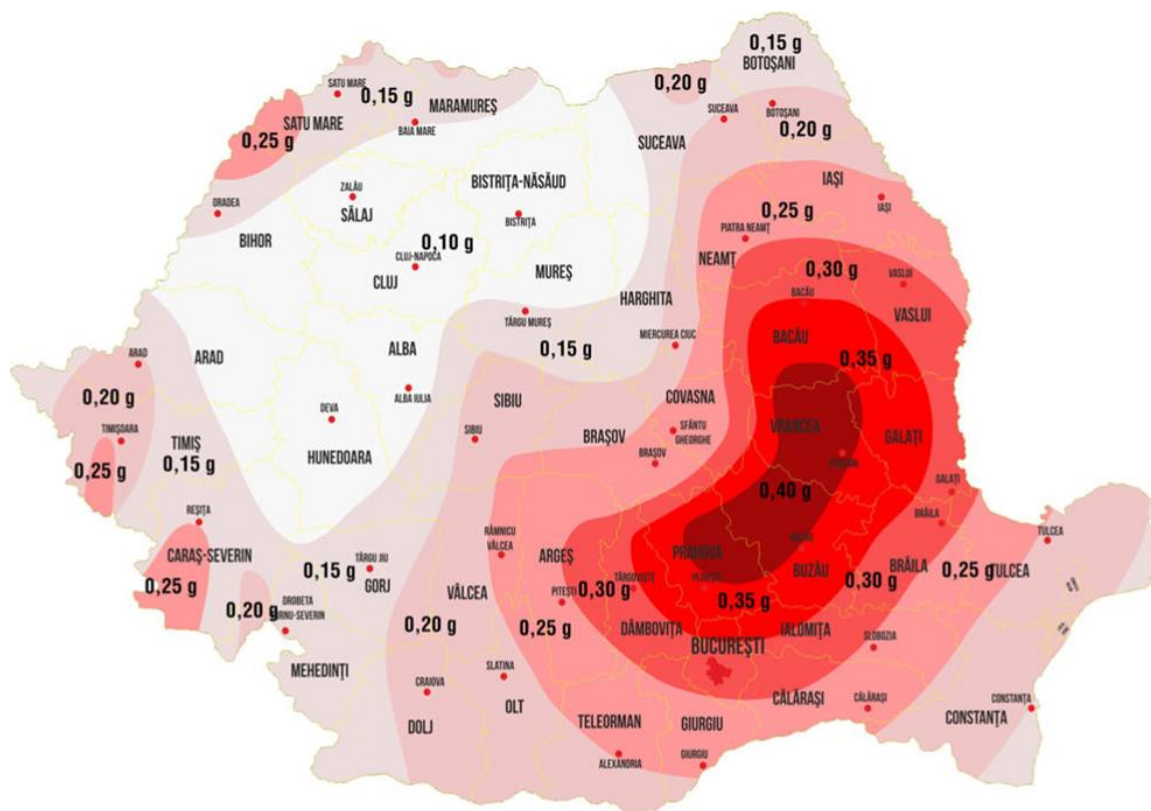 0,15 g
BOTOŞANI
0,20 g
SUCEAVA
BOTOŞANI
0,20 g
SUCEAVA
SATU MARE
0,15 g
MARAMUREŞ
SATU MARE
BAIA MARE
0,25 g
IAŞI
IAŞI
0,25 g
PIATRA NEAMŢ
NEAMŢ
BISTRIŢA-NĂSĂUD
BISTRIŢA
ZALĂU
SĂLAJ
ORADEA
BIHOR
0,10 g
CLUJ-NAPOCA
CLUJ
MUREŞ
HARGHITA
0,30 g
BACĂU
VASLUI
VASLUI
TÂRGU MUREŞ
MIERCUREA CIUC
BACĂU
0,15 g
0,35 g
ARAD
ARAD
ALBA
ALBA IULIA
0,20 g
TIMIŞOARA
TIMIŞ
0,15 g
0,25 g
DEVA
HUNEDOARA
SIBIU
SIBIU
COVASNA
SFÂNTU
GHEORGHE
BRAŞOV
BRAŞOV
VRANCEA
GALAŢI
0,40 g
GALAŢI
BRĂILA
REŞIŢA
CARAŞ-SEVERIN
0,25 g
0,15 g
TÂRGU JIU
GORJ
0,20 g
DROBETA
MEHEDINŢI
RÂMNICU
VÂLCEA
ARGEŞ
VÂLCEA
PITEŞTI
0,30 g
TÂRGOVIŞTE
PRAHOVA
PLOIEŞTI
0,35 g
BUZĂU
BRĂILA
0,30 g
0,25 g
TULCEA
TULCEA
0,20 g
0,25 g
DÂMBOVIŢA
IALOMIŢA
BUCUREŞTI
SLOBOZIA
SLATINA
CRAIOVA
OLT
DOLJ
TELEORMAN
ALEXANDRIA
GIURGIU
GIURGIU
CĂLĂRAŞI
CĂLĂRAŞI
CONSTANŢA
CONSTANŢA